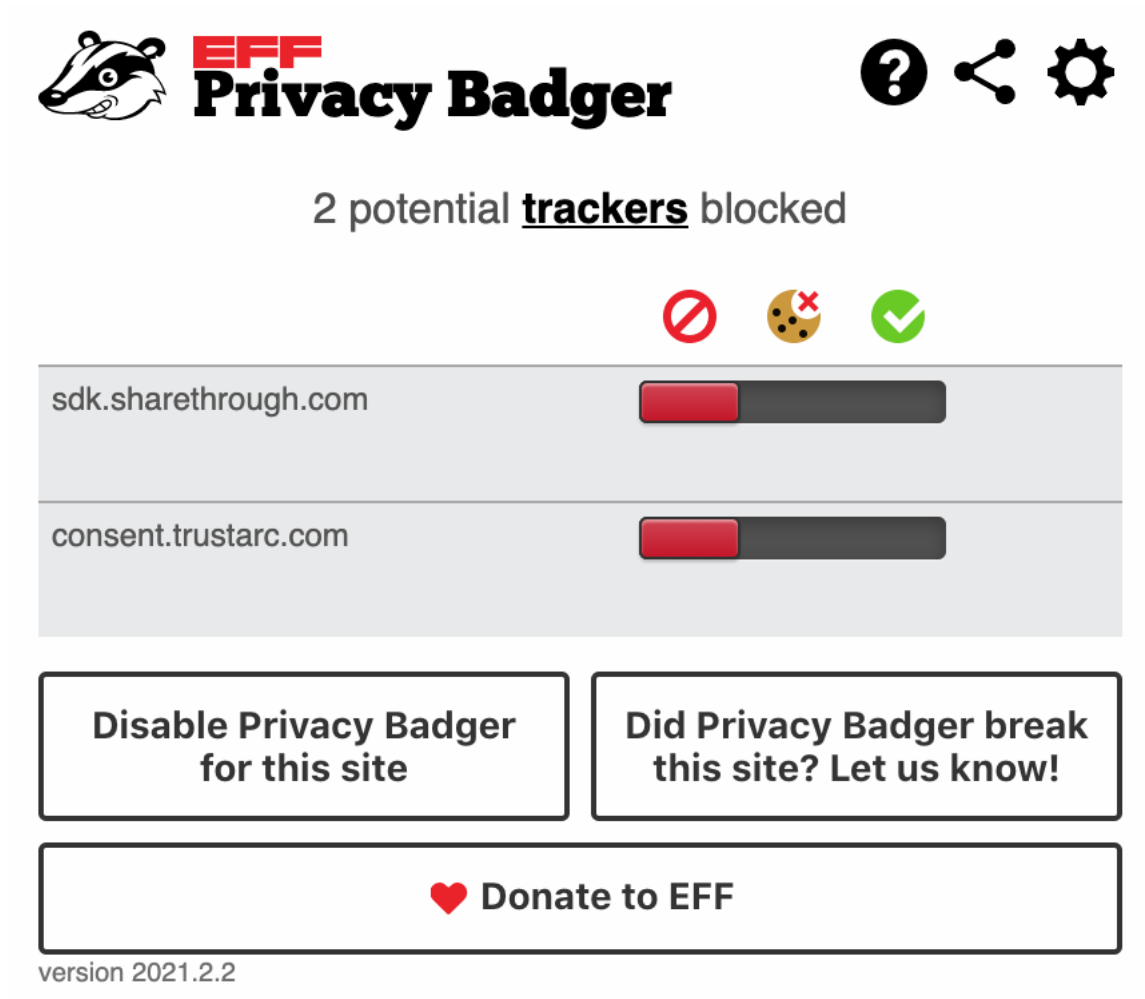 EFF
Privacy Badger
2 potential trackers blocked
sdk.sharethrough.com
consent.trustarc.com
Disable Privacy Badger
for this site
Did Privacy Badger break
this site? Let us know!
Donate to EFF
version 2021.2.2